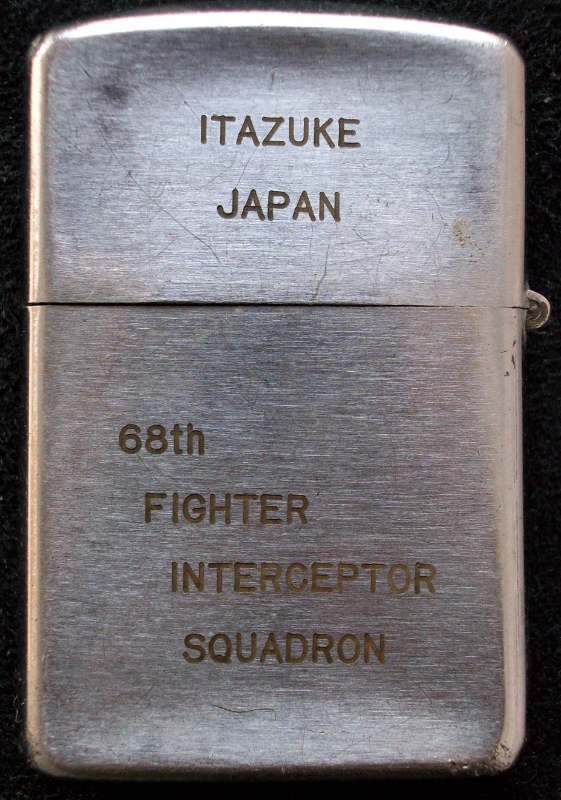 ITAZUKE
JAPAN
68th
FIGHTER
INTERCEPTOR
SQUADRON